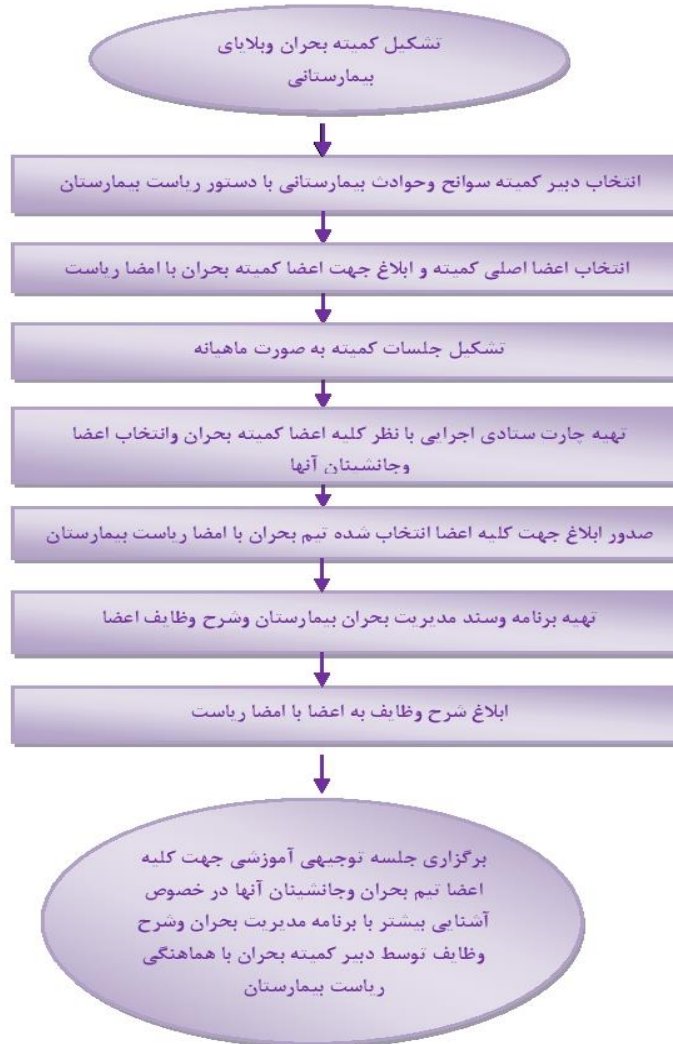 تشکیل کمیته بحران وبلایای
بیمارستانی
انتخاب دبیر کمیته سوانح وحوادث بیمارستانی با دستور ریاست بیمارستان
انتخاب اعضا اصلی کمیته و ابلاغ جهت اعضا کمیته بحران با امضا ریاست
تشکیل جلسات کمیته به صورت ماهیانه
تهیه چارت ستادی اجرایی با نظر کلیه اعضا کمیته بحران وانتخاب اعضا
وجانشینان آنها
صدور ابلاغ جهت کلیه اعضا انتخاب شده تیم بحران با امضا ریاست بیمارستان
تهیه برنامه وسند مدیریت بحران بیمارستان وشرح وظایف اعضا
ابلاغ شرح وظایف به اعضا با امضا ریاست
برگزاری جلسه توجیهی آموزشی جهت کلیه
اعضا تیم بحران وجانشینان آنها در خصوص
آشنایی بیشتر با برنامه مدیریت بحران وشرح
وظایف توسط دبیر کمیته بحران با هماهنگی
ریاست بیمارستان